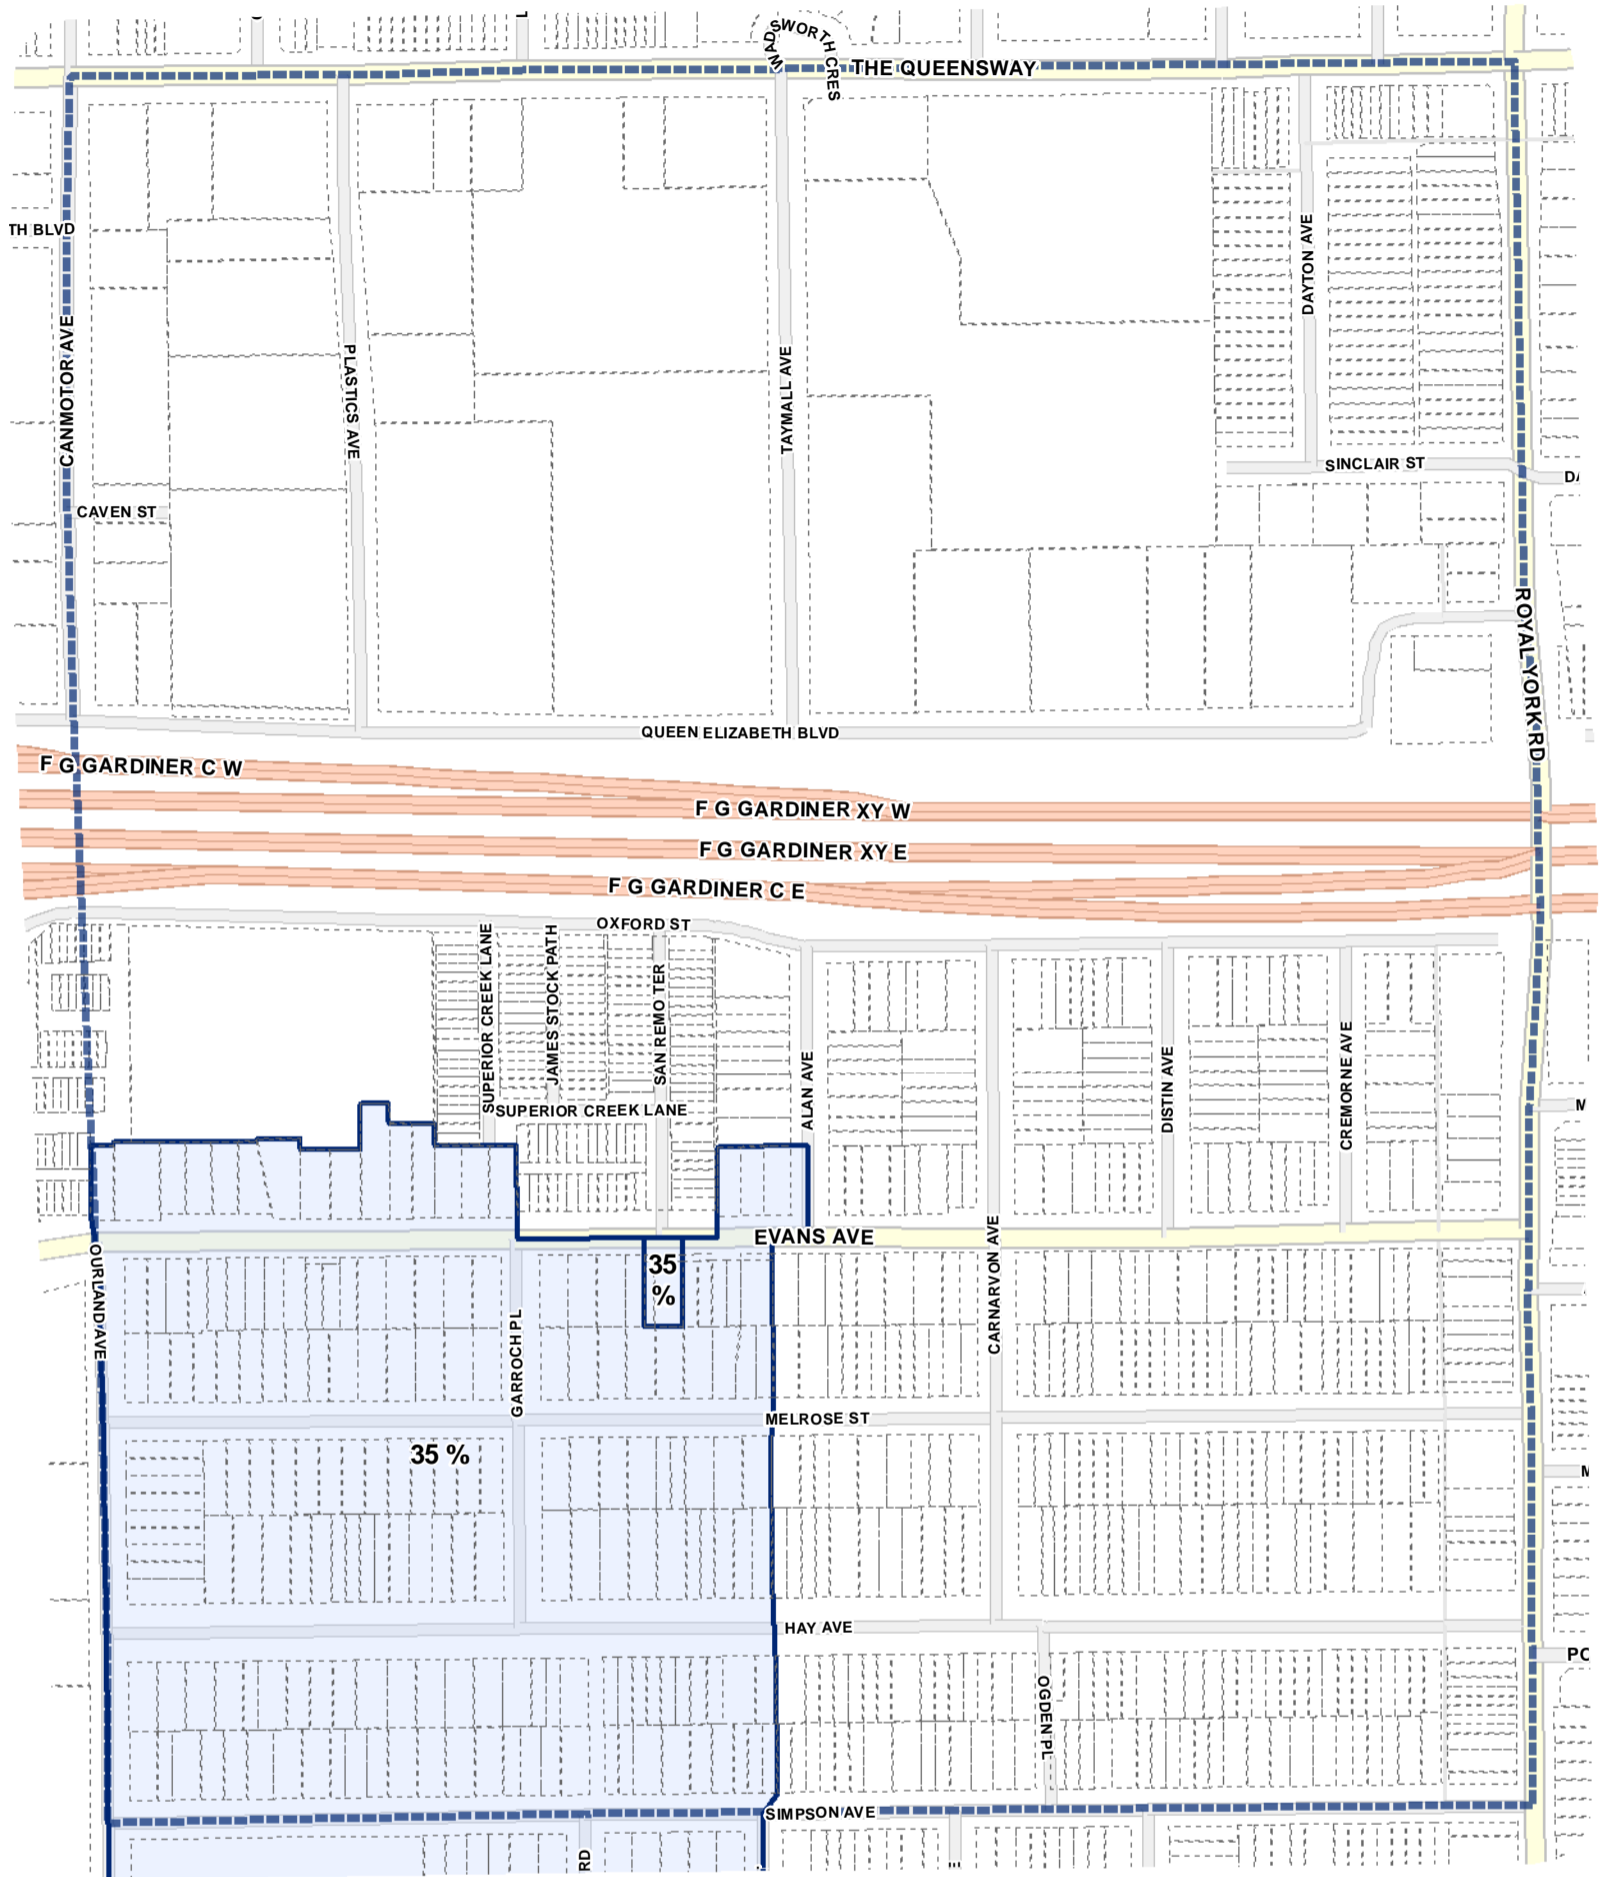 WADSWORTH CRES
THE QUEENSWAY
TH BLVD
DAYTON AVE
CANMOTOR AVE
PLASTICS AVE
TAYMALL AVE
SINCLAIR ST
CAVEN ST
ROYAL YORK RD
QUEEN ELIZABETH BLVD
F G GARDINER C W
F G GARDINER XY W
F G GARDINER XY E
F G GARDINER C E
OXFORD ST
SUPERIOR CREEK LANE
JAMES STOCK PATH
SAN REMO TER
ALAN AVE
DISTIN AVE
CREMORNE AVE
SUPERIOR CREEK LANE
M
EVANS AVE
OURLAND AVE
35
%
CARNARVON AVE
GARROCH PL
MELROSE ST
35 %
HAY AVE
PO
OGDEN PL
SIMPSON AVE
RD